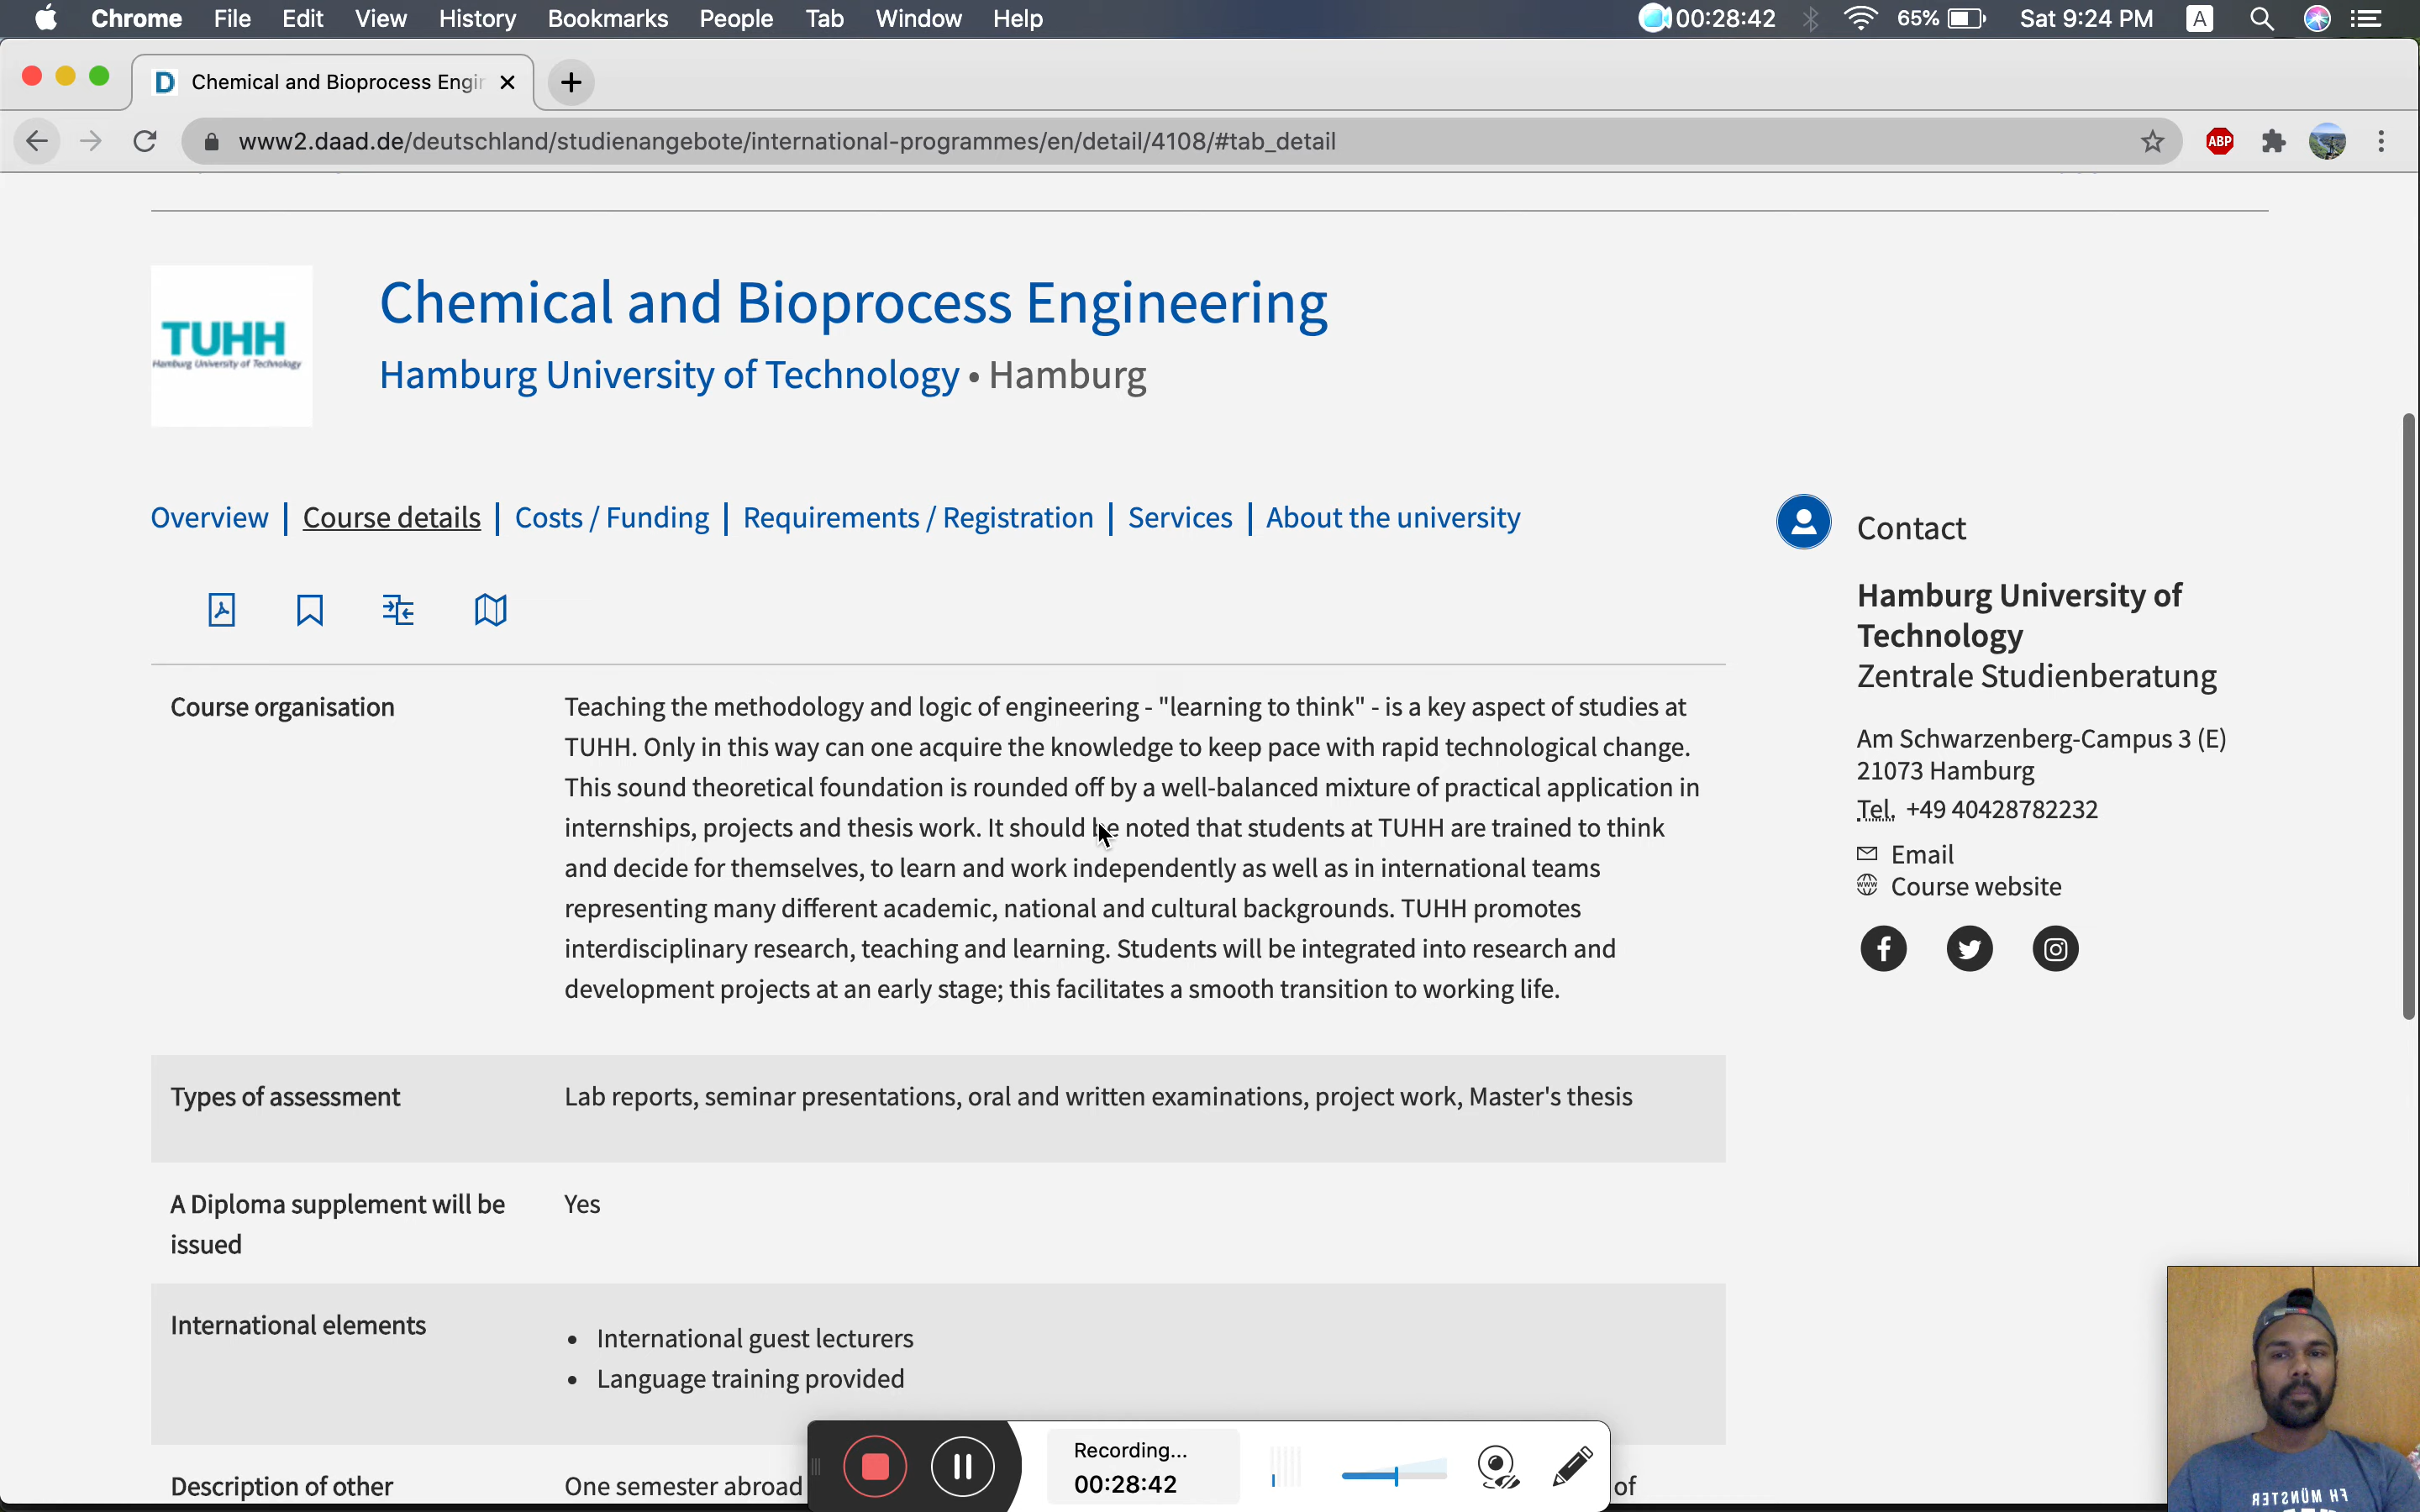 Chrome File Edit View History Bookmarks People Tab Window Help 00:28:42 65% Sat 9:24 PM A
Chemical and Bioprocess Engin
www2.daad.de/deutschland/studienangebote/international-programmes/en/detail/4108/#tab_detail ABP
TUHH
Hamburg University of Technology
Chemical and Bioprocess Engineering
Hamburg University of Technology • Hamburg
Overview | Course details | Costs / Funding | Requirements / Registration | Services | About the university
Course organisation
Teaching the methodology and logic of engineering - "learning to think" - is a key aspect of studies at
TUHH. Only in this way can one acquire the knowledge to keep pace with rapid technological change.
This sound theoretical foundation is rounded off by a well-balanced mixture of practical application in
internships, projects and thesis work. It should be noted that students at TUHH are trained to think
and decide for themselves, to learn and work independently as well as in international teams
representing many different academic, national and cultural backgrounds. TUHH promotes
interdisciplinary research, teaching and learning. Students will be integrated into research and
development projects at an early stage; this facilitates a smooth transition to working life.
Types of assessment
Lab reports, seminar presentations, oral and written examinations, project work, Master's thesis
A Diploma supplement will be
issued
Yes
International elements
• International guest lecturers
• Language training provided
Description of other
One semester abroad
of
Contact
Hamburg University of
Technology
Zentrale Studienberatung
Am Schwarzenberg-Campus 3 (E)
21073 Hamburg
Tel. +49 40428782232
Email
www Course website
Recording...
00:28:42
FH MÜNSTER